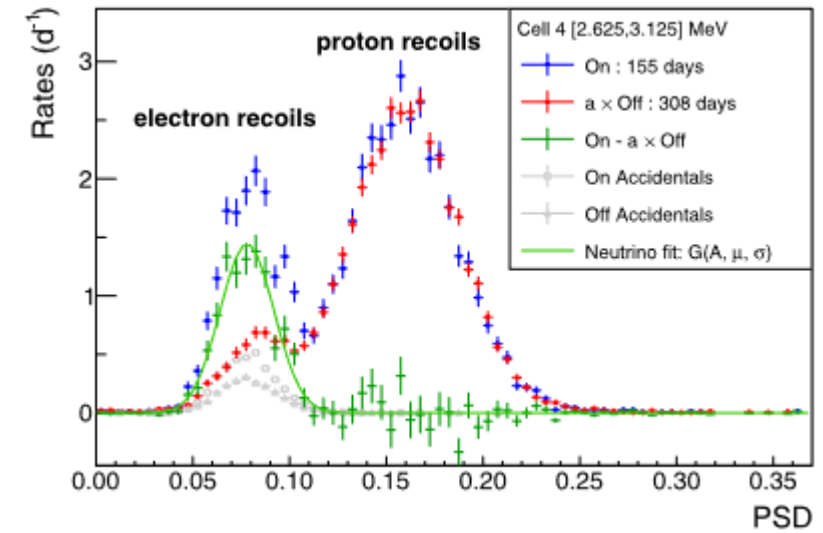 Rates (d⁻¹)
proton recoils
electron recoils
Cell 4 [2.625,3.125] MeV
On : 155 days
a × Off : 308 days
On - a × Off
On Accidentals
Off Accidentals
Neutrino fit: G(A, μ, σ)
3
2
1
0
0.00 0.05 0.10 0.15 0.20 0.25 0.30 0.35
PSD